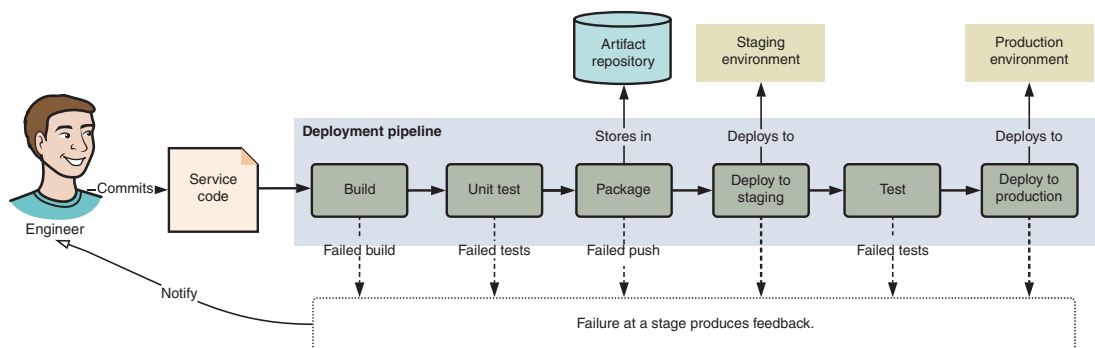 Artifact
repository
Staging
environment
Production
environment
Deployment pipeline
Stores in
Deploys to
Deploys to
Commits
Service
code
Build
Unit test
Package
Deploy to
staging
Test
Deploy to
production
Engineer
Failed build
Failed tests
Failed push
Failed tests
Notify
Failure at a stage produces feedback.